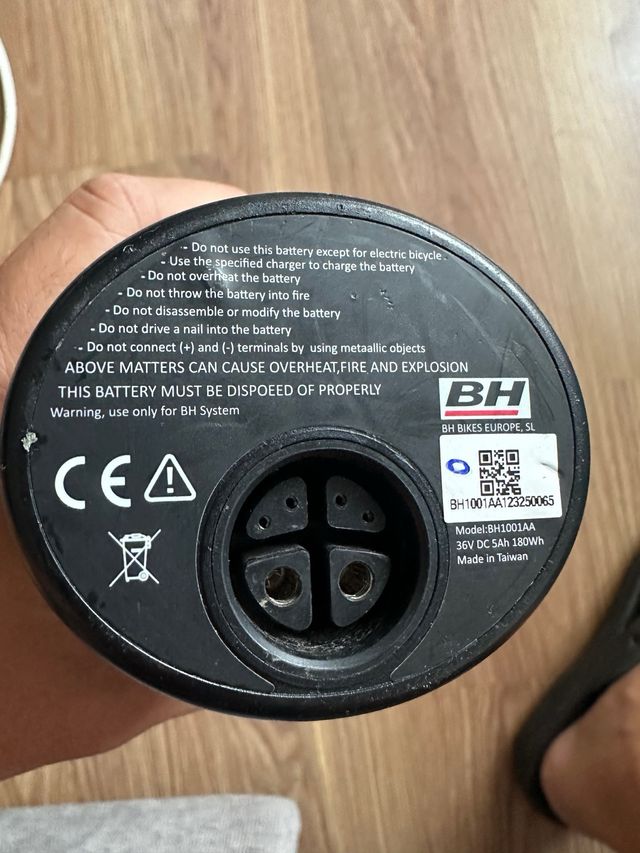 - Do not use this battery except for electric bicycle.
- Use the specified charger to charge the battery
- Do not overheat the battery
- Do not throw the battery into fire
- Do not disassemble or modify the battery
- Do not drive a nail into the battery
- Do not connect (+) and (-) terminals by using metaallic objects
ABOVE MATTERS CAN CAUSE OVERHEAT,FIRE AND EXPLOSION
THIS BATTERY MUST BE DISPOEED OF PROPERLY
Warning, use only for BH System
BH
BH BIKES EUROPE, SL
CE
BH1001AA123250065
Model:BH1001AA
36V DC 5Ah 180Wh
Made in Taiwan